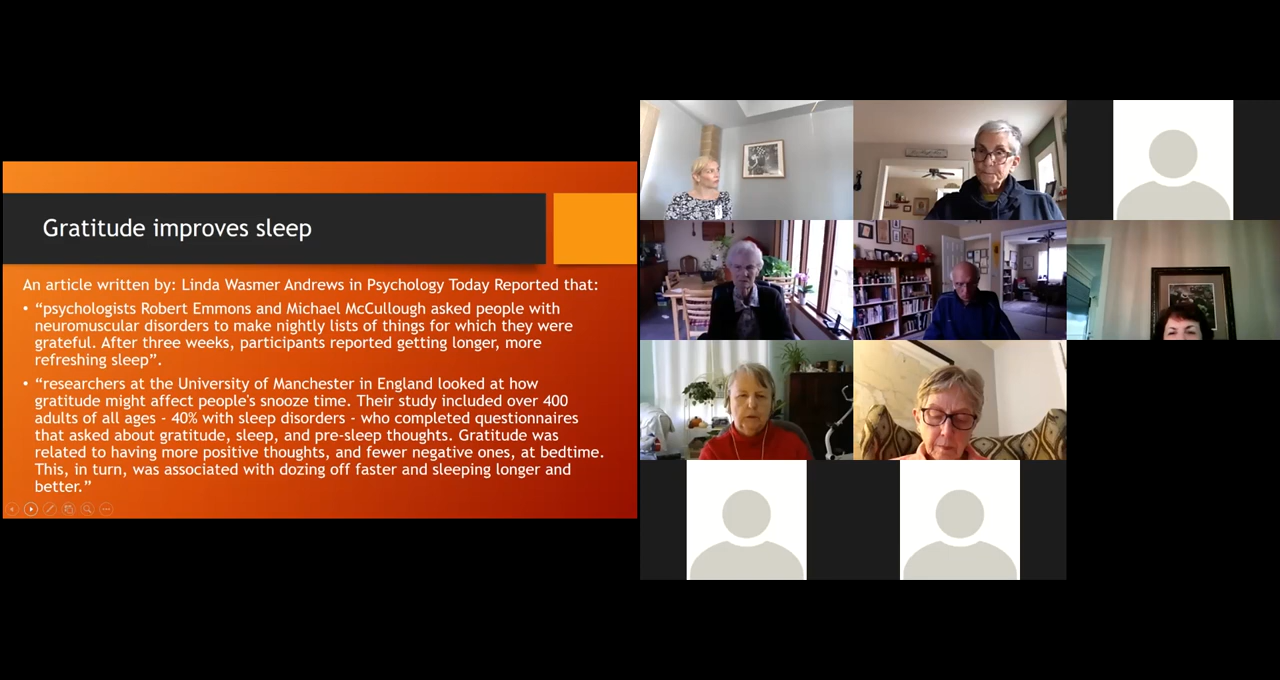 Gratitude improves sleep
An article written by: Linda Wasmer Andrews in Psychology Today Reported that:
• “psychologists Robert Emmons and Michael McCullough asked people with
neuromuscular disorders to make nightly lists of things for which they were
grateful. After three weeks, participants reported getting longer, more
refreshing sleep”.
• “researchers at the University of Manchester in England looked at how
gratitude might affect people's snooze time. Their study included over 400
adults of all ages - 40% with sleep disorders - who completed questionnaires
that asked about gratitude, sleep, and pre-sleep thoughts. Gratitude was
related to having more positive thoughts, and fewer negative ones, at bedtime.
This, in turn, was associated with dozing off faster and sleeping longer and
better.”